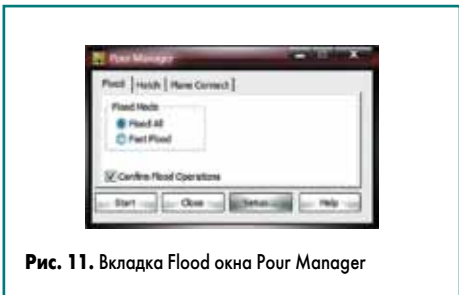 Pour Manager
Flood Hatch Plane Connect
Flood Mode
Flood All
Fast Flood
Confirm Flood Operations
Start Close Setup Help
Рис. 11. Вкладка Flood окна Pour Manager